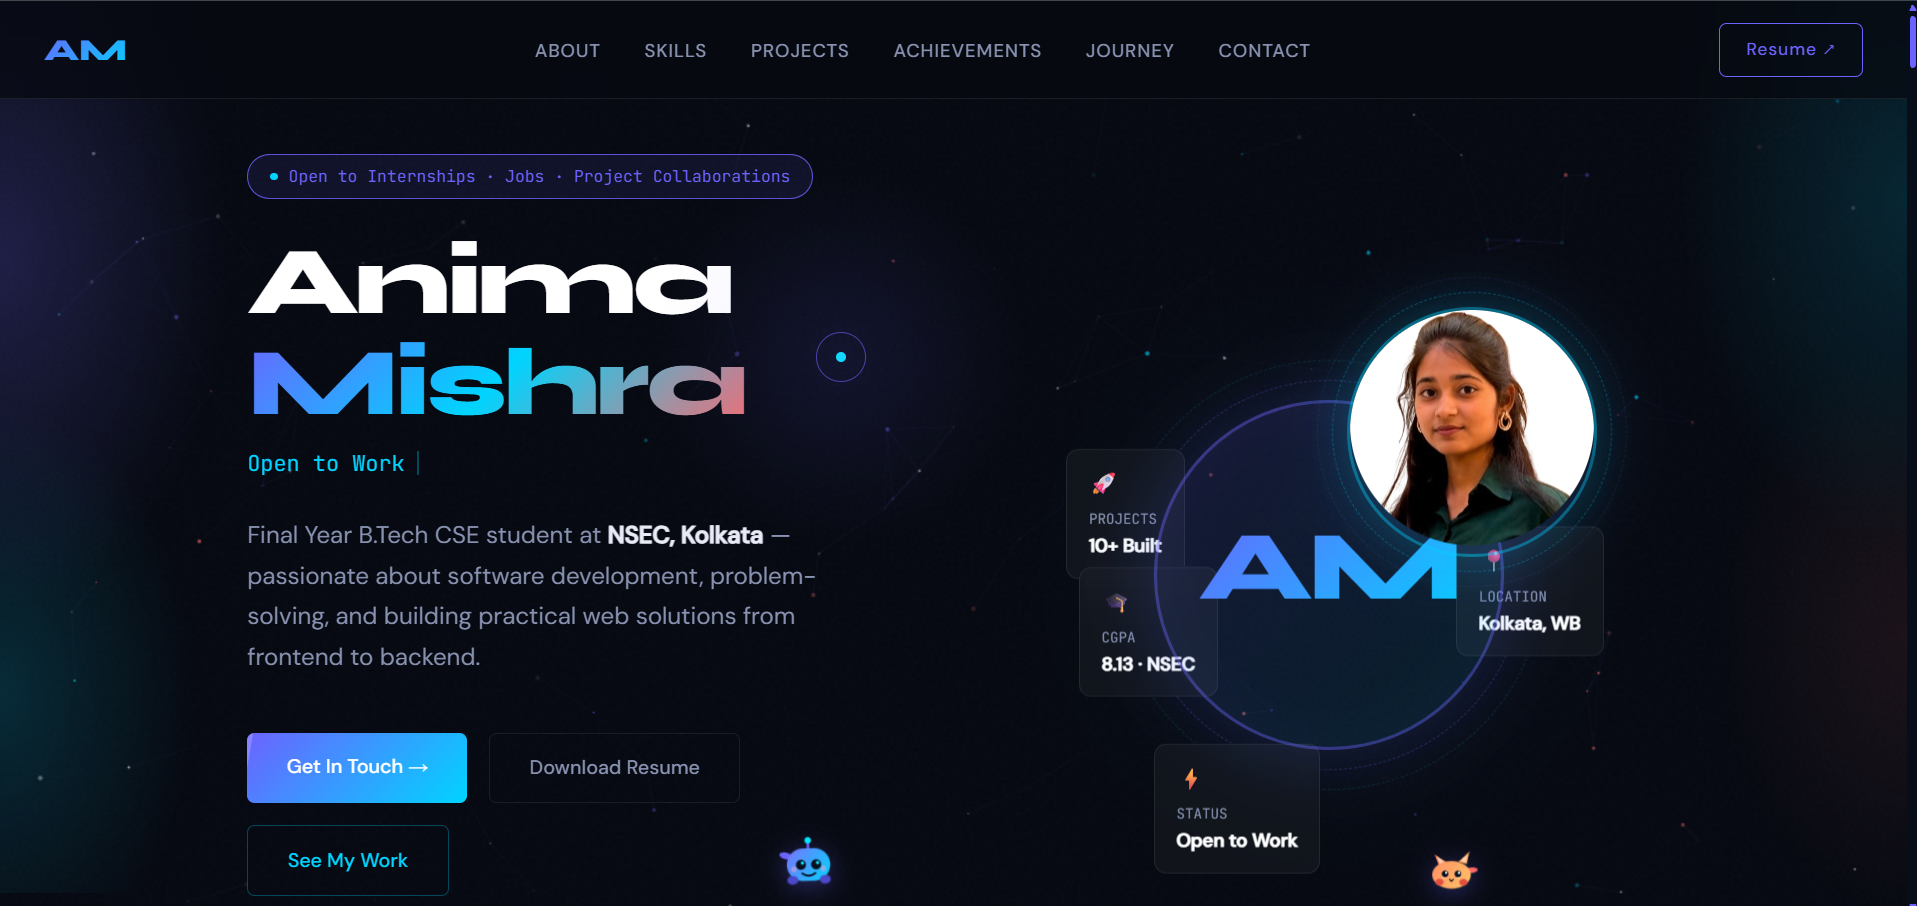 AM
ABOUT SKILLS PROJECTS ACHIEVEMENTS JOURNEY CONTACT
Resume ↗
Open to Internships · Jobs · Project Collaborations
Anima
Mishra
Open to Work
Final Year B.Tech CSE student at NSEC, Kolkata —
passionate about software development, problem-
solving, and building practical web solutions from
frontend to backend.
Get In Touch →
Download Resume
See My Work
PROJECTS
10+ Built
CGPA
8.13 · NSEC
AM
LOCATION
Kolkata, WB
STATUS
Open to Work